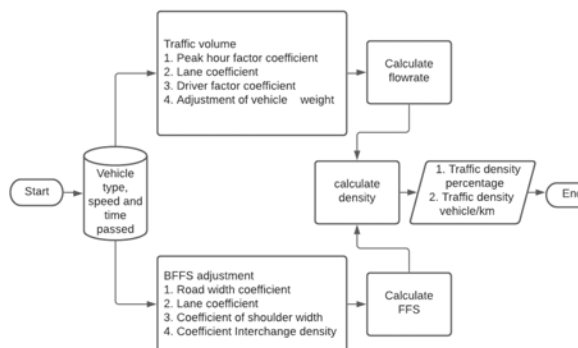 Traffic volume
1. Peak hour factor coefficient
2. Lane coefficient
3. Driver factor coefficient
4. Adjustment of vehicle weight
Calculate
flowrate
Start
Vehicle
type,
speed and
time
passed
calculate
density
1. Traffic density
percentage
2. Traffic density
vehicle/km
End
BFFS adjustment
1. Road width coefficient
2. Lane coefficient
3. Coefficient of shoulder width
4. Coefficient Interchange density
Calculate
FFS